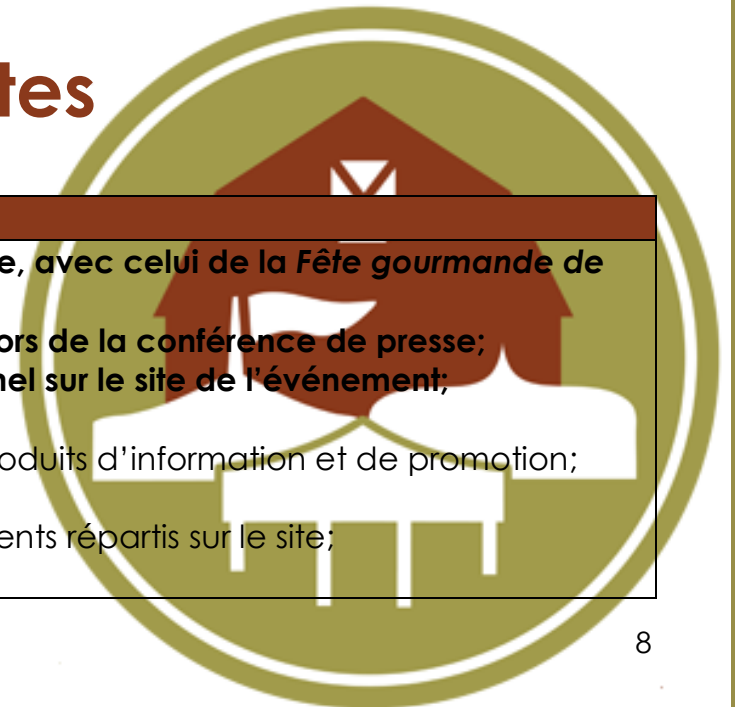 tes
e, avec celui de la Fête gourmande de
ors de la conférence de presse;
nel sur le site de l’événement;
oduits d’information et de promotion;
ents répartis sur le site;
8